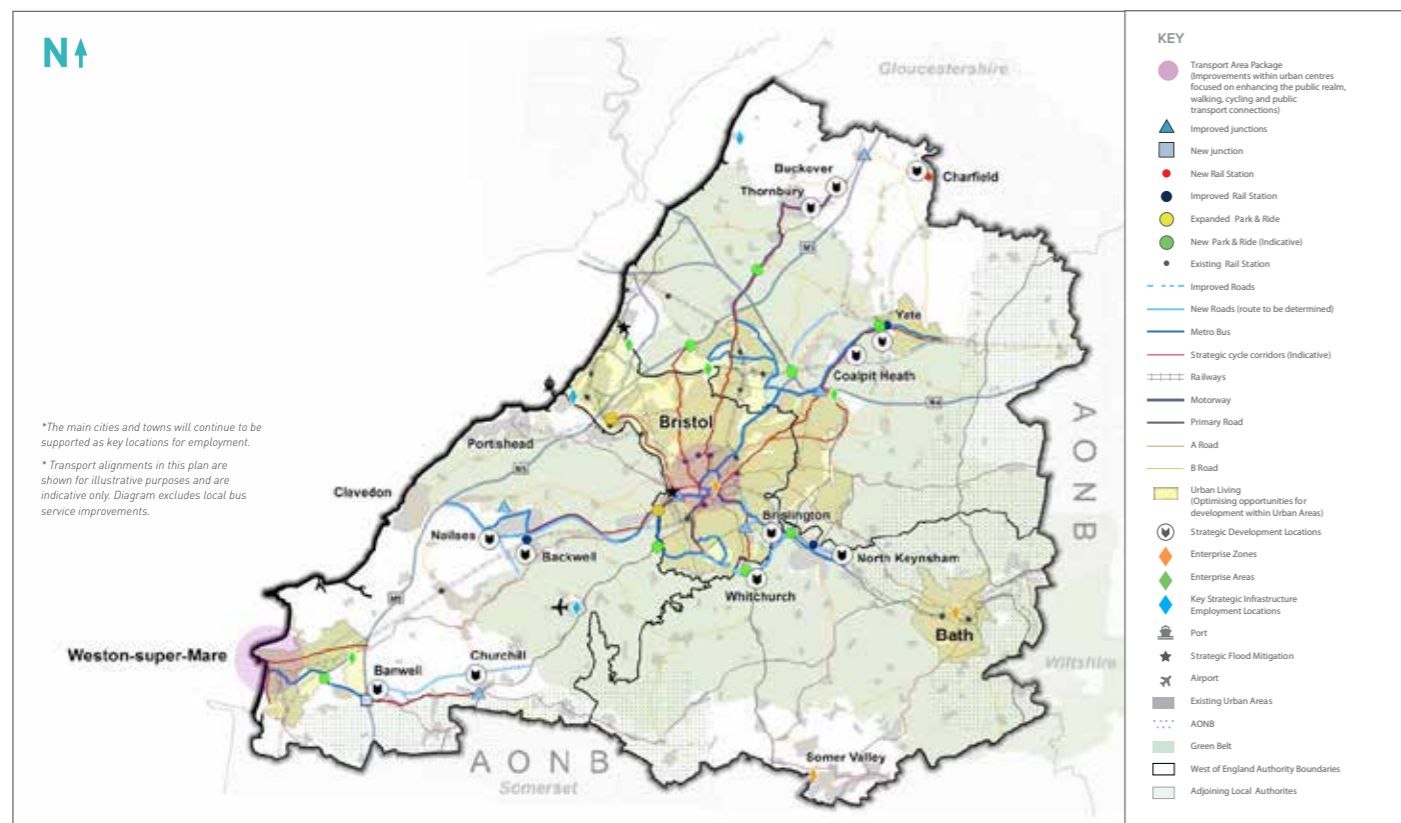 N
Gloucestershire
Buckover
Thornbury
Charfield
M5
Yate
Coalpit Heath
M4
AONB
Bristol
Portishead
M5
Clevedon
*The main cities and towns will continue to be
supported as key locations for employment.
* Transport alignments in this plan are
shown for illustrative purposes and are
indicative only. Diagram excludes local bus
service improvements.
Nailsea
Backwell
Brislington
North Keynsham
Whitchurch
Bath
Wiltshire
Weston-super-Mare
Banwell
Churchill
M5
AONB
Somerset
Somer Valley
KEY
Transport Area Package
(Improvements within urban centres
focused on enhancing the public realm,
walking, cycling and public
transport connections)
Improved junctions
New junction
New Rail Station
Improved Rail Station
Expanded Park & Ride
New Park & Ride (Indicative)
Existing Rail Station
Improved Roads
New Roads (route to be determined)
Metro Bus
Strategic cycle corridors (Indicative)
Railways
Motorway
Primary Road
A Road
B Road
Urban Living
(Optimising opportunities for
development within Urban Areas)
Strategic Development Locations
Enterprise Zones
Enterprise Areas
Key Strategic Infrastructure
Employment Locations
Port
Strategic Flood Mitigation
Airport
Existing Urban Areas
AONB
Green Belt
West of England Authority Boundaries
Adjoining Local Authorites